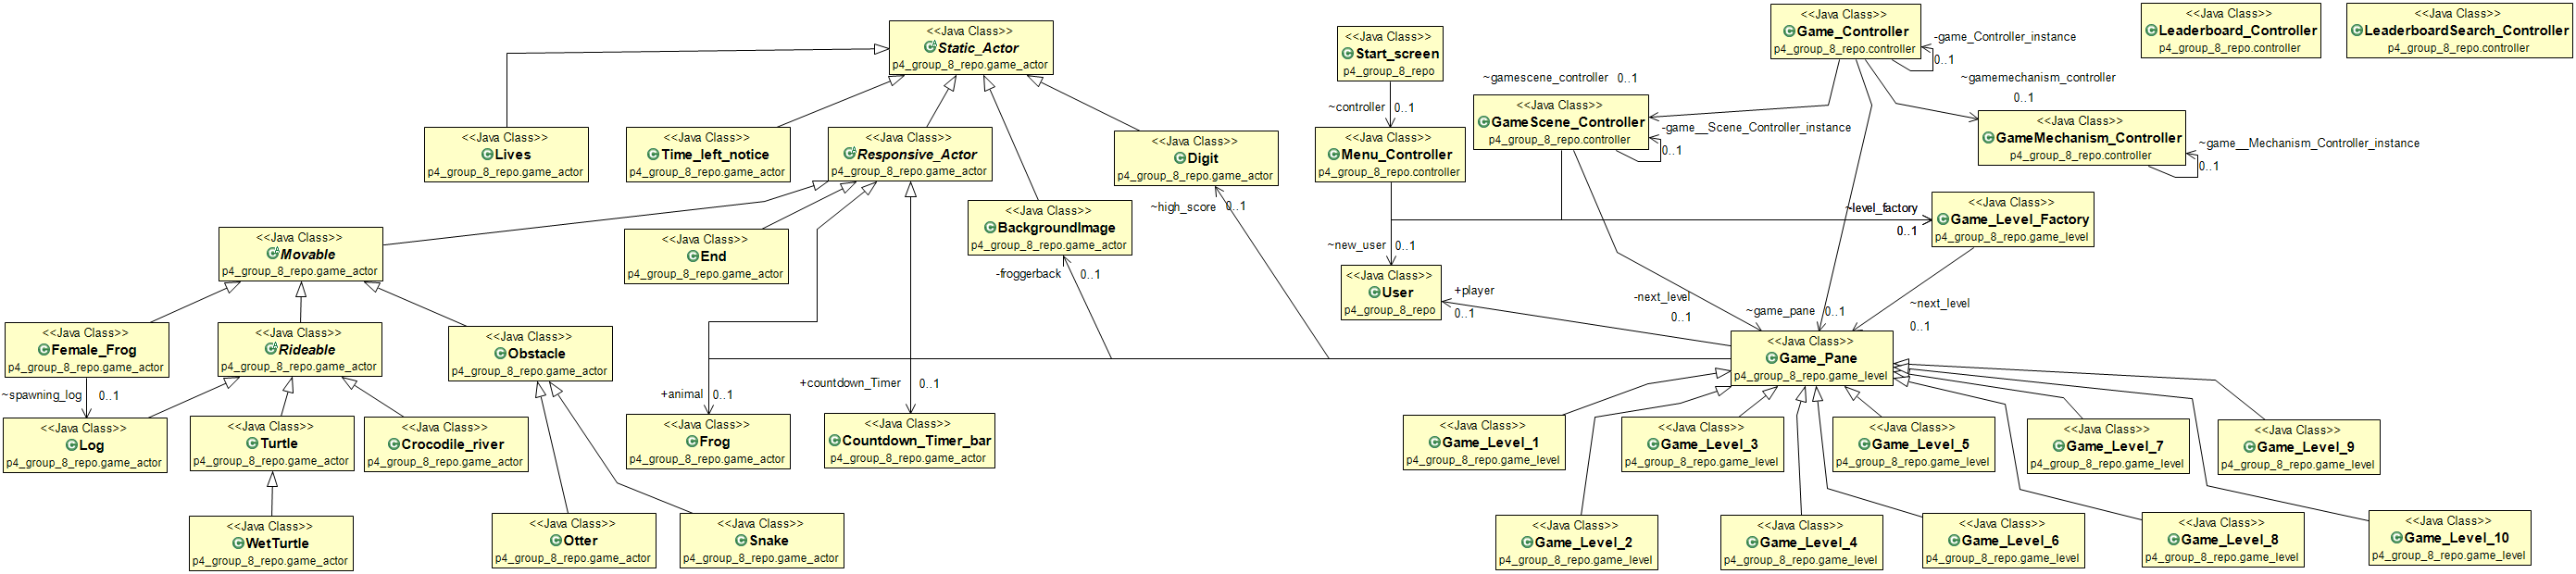 <<Java Class>>
Static_Actor
p4_group_8_repo.game_actor
<<Java Class>>
Start_screen
p4_group_8_repo
<<Java Class>>
Game_Controller
p4_group_8_repo.controller
-game_Controller_instance
0..1
<<Java Class>>
Leaderboard_Controller
p4_group_8_repo.controller
<<Java Class>>
LeaderboardSearch_Controller
p4_group_8_repo.controller
~gamescene_controller 0..1
~gamemechanism_controller
0..1
~controller 0..1
<<Java Class>>
GameScene_Controller
p4_group_8_repo.controller
-game__Scene_Controller_instance
0..1
<<Java Class>>
GameMechanism_Controller
p4_group_8_repo.controller
~game__Mechanism_Controller_instance
0..1
<<Java Class>>
Lives
p4_group_8_repo.game_actor
<<Java Class>>
Time_left_notice
p4_group_8_repo.game_actor
<<Java Class>>
Responsive_Actor
p4_group_8_repo.game_actor
<<Java Class>>
Digit
p4_group_8_repo.game_actor
<<Java Class>>
Menu_Controller
p4_group_8_repo.controller
~high_score 0..1
<<Java Class>>
BackgroundImage
p4_group_8_repo.game_actor
-froggerback 0..1
~level_factory
0..1
<<Java Class>>
Game_Level_Factory
p4_group_8_repo.game_level
<<Java Class>>
Movable
p4_group_8_repo.game_actor
<<Java Class>>
End
p4_group_8_repo.game_actor
~new_user 0..1
<<Java Class>>
User
p4_group_8_repo
+player
0..1
-next_level
0..1
~game_pane 0..1
~next_level
0..1
<<Java Class>>
Female_Frog
p4_group_8_repo.game_actor
<<Java Class>>
Rideable
p4_group_8_repo.game_actor
<<Java Class>>
Obstacle
p4_group_8_repo.game_actor
<<Java Class>>
Game_Pane
p4_group_8_repo.game_level
~spawning_log 0..1
+animal 0..1
+countdown_Timer 0..1
<<Java Class>>
Log
p4_group_8_repo.game_actor
<<Java Class>>
Turtle
p4_group_8_repo.game_actor
<<Java Class>>
Crocodile_river
p4_group_8_repo.game_actor
<<Java Class>>
Frog
p4_group_8_repo.game_actor
<<Java Class>>
Countdown_Timer_bar
p4_group_8_repo.game_actor
<<Java Class>>
Game_Level_1
p4_group_8_repo.game_level
<<Java Class>>
Game_Level_3
p4_group_8_repo.game_level
<<Java Class>>
Game_Level_5
p4_group_8_repo.game_level
<<Java Class>>
Game_Level_7
p4_group_8_repo.game_level
<<Java Class>>
Game_Level_9
p4_group_8_repo.game_level
<<Java Class>>
WetTurtle
p4_group_8_repo.game_actor
<<Java Class>>
Otter
p4_group_8_repo.game_actor
<<Java Class>>
Snake
p4_group_8_repo.game_actor
<<Java Class>>
Game_Level_2
p4_group_8_repo.game_level
<<Java Class>>
Game_Level_4
p4_group_8_repo.game_level
<<Java Class>>
Game_Level_6
p4_group_8_repo.game_level
<<Java Class>>
Game_Level_8
p4_group_8_repo.game_level
<<Java Class>>
Game_Level_10
p4_group_8_repo.game_level